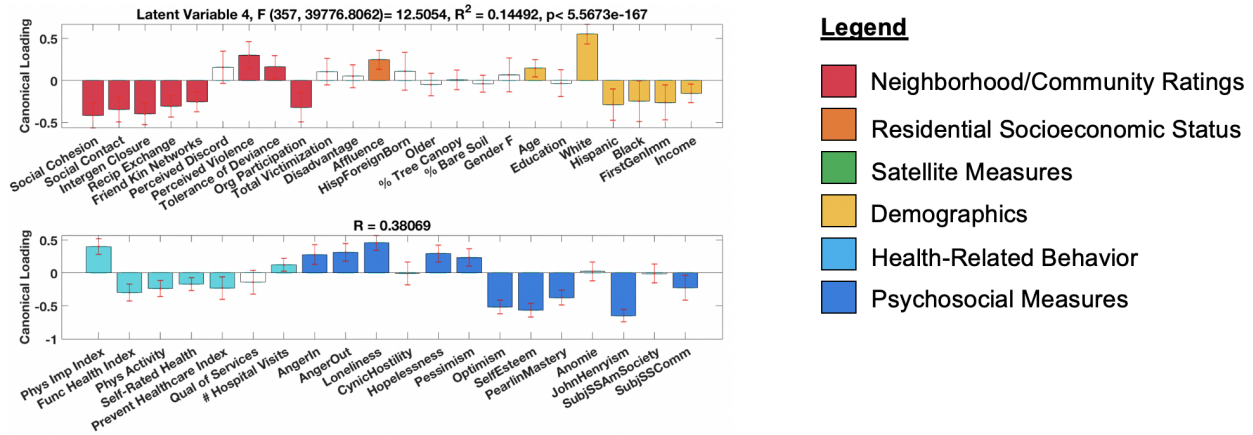 Latent Variable 4, F (357, 39776.8062)= 12.5054, R2 = 0.14492, p< 5.5673e-167
Canonical Loading
0.5
0
-0.5
Social Cohesion
Social Contact
Intergen Closure
Recip Exchange
Friend Kin Networks
Perceived Discord
Perceived Violence
Tolerance of Deviance
Org Participation
Total Victimization
Disadvantage
Affluence
HispForeignBorn
Older
% Tree Canopy
% Bare Soil
Gender F
Age
Education
White
Hispanic
Black
FirstGenImm
Income
R = 0.38069
Canonical Loading
0.5
0
-0.5
-1
Phys Imp Index
Func Health Index
Phys Activity
Self-Rated Health
Prevent Healthcare Index
Qual of Services
# Hospital Visits
AngerIn
AngerOut
Loneliness
CynicHostility
Hopelessness
Pessimism
Optimism
SelfEsteem
PearlinMastery
Anomie
JohnHenryism
SubjSSAmSociety
SubjSSComm
Legend
Neighborhood/Community Ratings
Residential Socioeconomic Status
Satellite Measures
Demographics
Health-Related Behavior
Psychosocial Measures